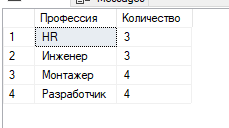 Messages
Профессия Количество
1 HR 3
2 Инженер 3
3 Монтажер 4
4 Разработчик 4